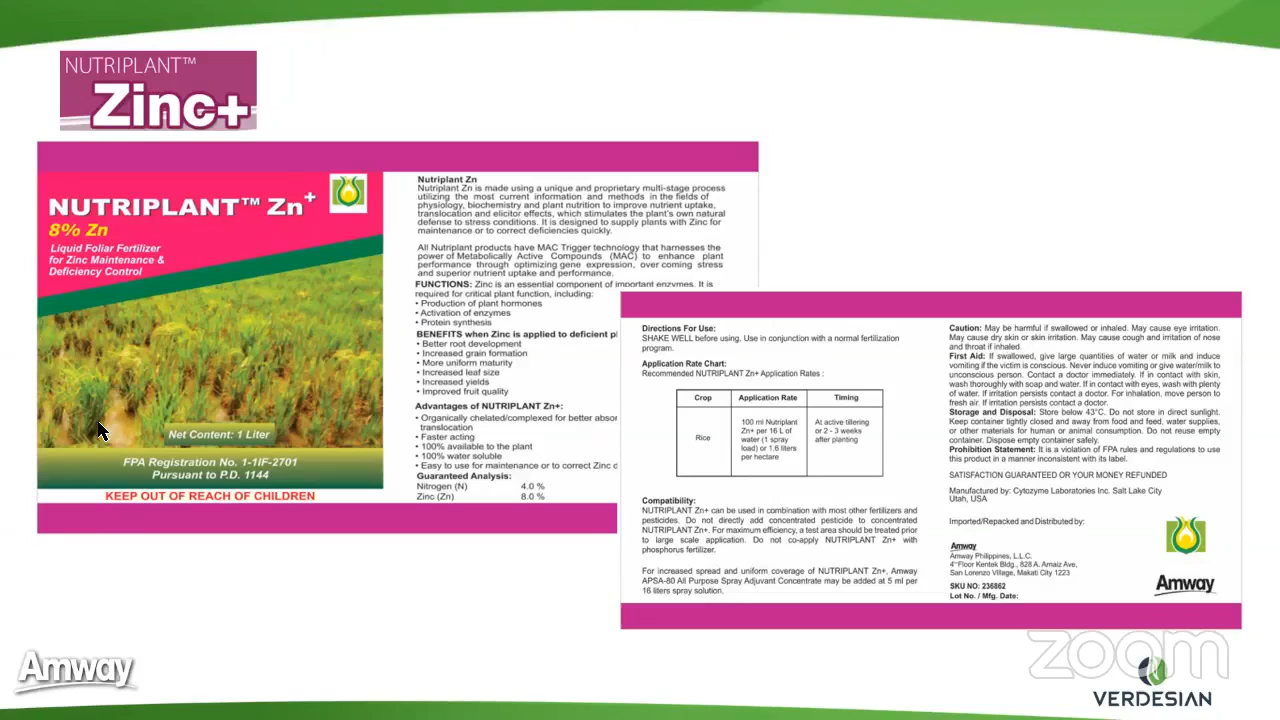 NUTRIPLANT™
Zinc+
NUTRIPLANT™ Zn+
8% Zn
Liquid Foliar Fertilizer
for Zinc Maintenance &
Deficiency Control
Net Content: 1 Liter
FPA Registration No. 1-1IF-2701
Pursuant to P.D. 1144
KEEP OUT OF REACH OF CHILDREN
Nutriplant Zn
Nutriplant Zn is made using a unique and proprietary multi-stage process
utilizing the most current information and methods in the fields of
physiology, biochemistry and plant nutrition to improve nutrient uptake,
translocation and elicitor effects, which stimulates the plant's own natural
defense to stress conditions. It is designed to supply plants with Zinc for
maintenance or to correct deficiencies quickly.
All Nutriplant products have MAC Trigger technology that harnesses the
power of Metabolically Active Compounds (MAC) to enhance plant
performance through optimizing gene expression, over coming stress
and superior nutrient uptake and performance.
FUNCTIONS: Zinc is an essential component of important enzymes. It is
required for critical plant function, including:
• Production of plant hormones
• Activation of enzymes
• Protein synthesis
BENEFITS when Zinc is applied to deficient pl
• Better root development
• Increased grain formation
• More uniform maturity
• Increased leaf size
• Increased yields
• Improved fruit quality
Advantages of NUTRIPLANT Zn+:
• Organically chelated/complexed for better absor
translocation
• Faster acting
• 100% available to the plant
• 100% water soluble
• Easy to use for maintenance or to correct Zinc d
Guaranteed Analysis:
Nitrogen (N) 4.0 %
Zinc (Zn) 8.0 %
Directions For Use:
SHAKE WELL before using. Use in conjunction with a normal fertilization
program.
Application Rate Chart:
Recommended NUTRIPLANT Zn+ Application Rates :
Crop Application Rate Timing
Rice
100 ml Nutriplant
Zn+ per 16 L of
water (1 spray
load) or 1.6 liters
per hectare
At active tillering
or 2 - 3 weeks
after planting
Compatibility:
NUTRIPLANT Zn+ can be used in combination with most other fertilizers and
pesticides. Do not directly add concentrated pesticide to concentrated
NUTRIPLANT Zn+. For maximum efficiency, a test area should be treated prior
to large scale application. Do not co-apply NUTRIPLANT Zn+ with
phosphorus fertilizer.
For increased spread and uniform coverage of NUTRIPLANT Zn+, Amway
APSA-80 All Purpose Spray Adjuvant Concentrate may be added at 5 ml per
16 liters spray solution.
Caution: May be harmful if swallowed or inhaled. May cause eye irritation.
May cause dry skin or skin irritation. May cause cough and irritation of nose
and throat if inhaled.
First Aid: If swallowed, give large quantities of water or milk and induce
vomiting if the victim is conscious. Never induce vomiting or give water/milk to
unconscious person. Contact a doctor immediately. If in contact with skin,
wash thoroughly with soap and water. If in contact with eyes, wash with plenty
of water. If irritation persists contact a doctor. For inhalation, move person to
fresh air. If irritation persists contact a doctor.
Storage and Disposal: Store below 43°C. Do not store in direct sunlight.
Keep container tightly closed and away from food and feed, water supplies,
or other materials for human or animal consumption. Do not reuse empty
container. Dispose empty container safely.
Prohibition Statement: It is a violation of FPA rules and regulations to use
this product in a manner inconsistent with its label.
SATISFACTION GUARANTEED OR YOUR MONEY REFUNDED
Manufactured by: Cytozyme Laboratories Inc. Salt Lake City
Utah, USA
Imported/Repacked and Distributed by:
Amway
Amway Philippines, L.L.C.
4th Floor Kentek Bldg., 828 A. Arnaiz Ave,
San Lorenzo Village, Makati City 1223
SKU NO: 236862
Lot No. / Mfg. Date:
Amway
Amway
zoom
VERDESIAN